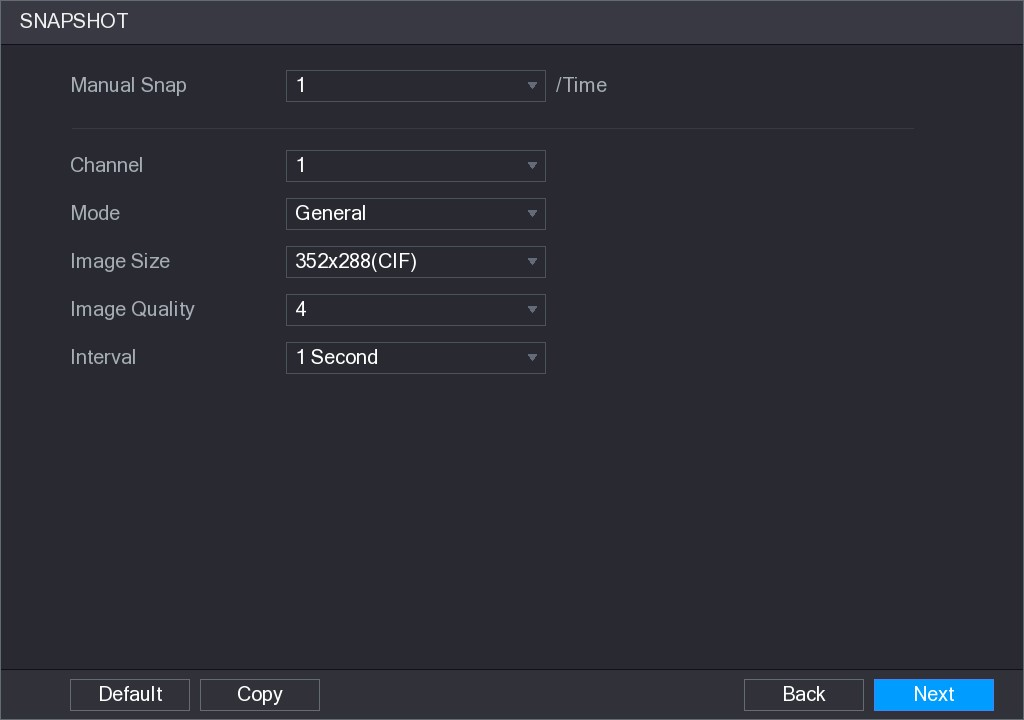 SNAPSHOT
Manual Snap 1 /Time
Channel 1
Mode General
Image Size 352x288(CIF)
Image Quality 4
Interval 1 Second
Default Copy Back Next